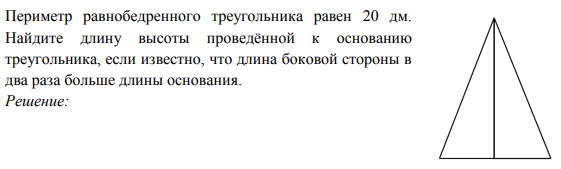 Периметр равнобедренного треугольника равен 20 дм.
Найдите длину высоты проведённой к основанию
треугольника, если известно, что длина боковой стороны в
два раза больше длины основания.
Решение: